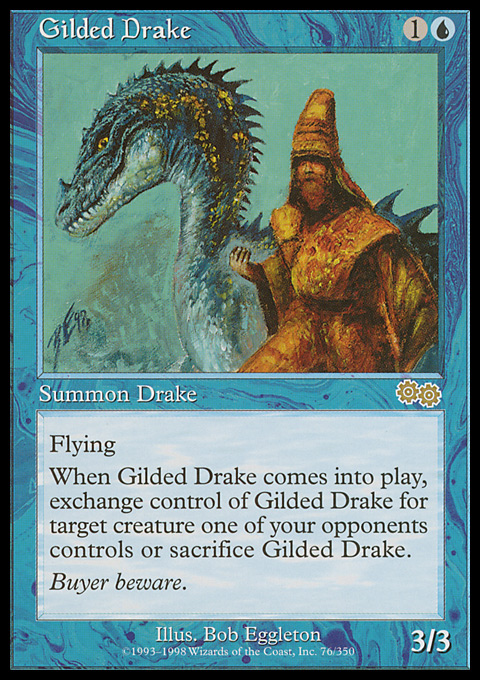 Gilded Drake 1
Summon Drake
Flying
When Gilded Drake comes into play,
exchange control of Gilded Drake for
target creature one of your opponents
controls or sacrifice Gilded Drake.
Buyer beware.
Illus. Bob Eggleton
©1993–1998 Wizards of the Coast, Inc. 76/350
3/3